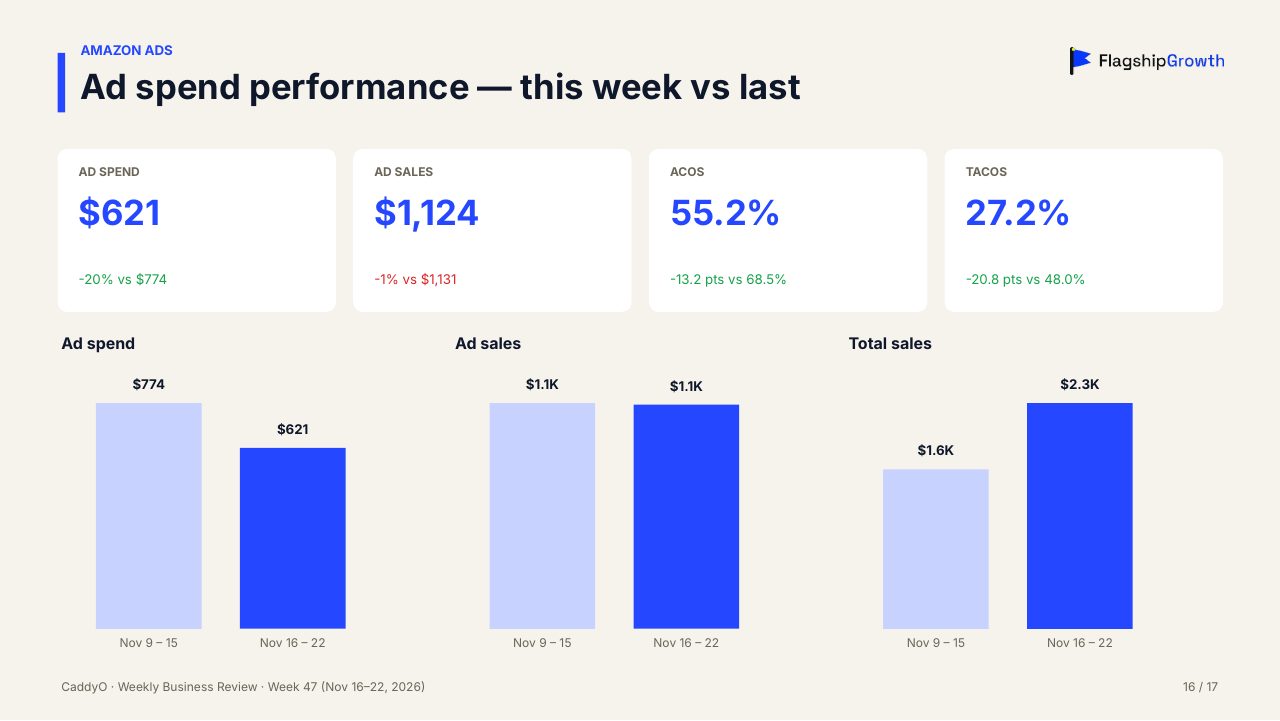 AMAZON ADS
Ad spend performance — this week vs last
FlagshipGrowth
AD SPEND
$621
-20% vs $774
AD SALES
$1,124
-1% vs $1,131
ACOS
55.2%
-13.2 pts vs 68.5%
TACOS
27.2%
-20.8 pts vs 48.0%
Ad spend
$774
$621
Nov 9 – 15
Nov 16 – 22
Ad sales
$1.1K
$1.1K
Nov 9 – 15
Nov 16 – 22
Total sales
$1.6K
$2.3K
Nov 9 – 15
Nov 16 – 22
CaddyO · Weekly Business Review · Week 47 (Nov 16–22, 2026)
16 / 17